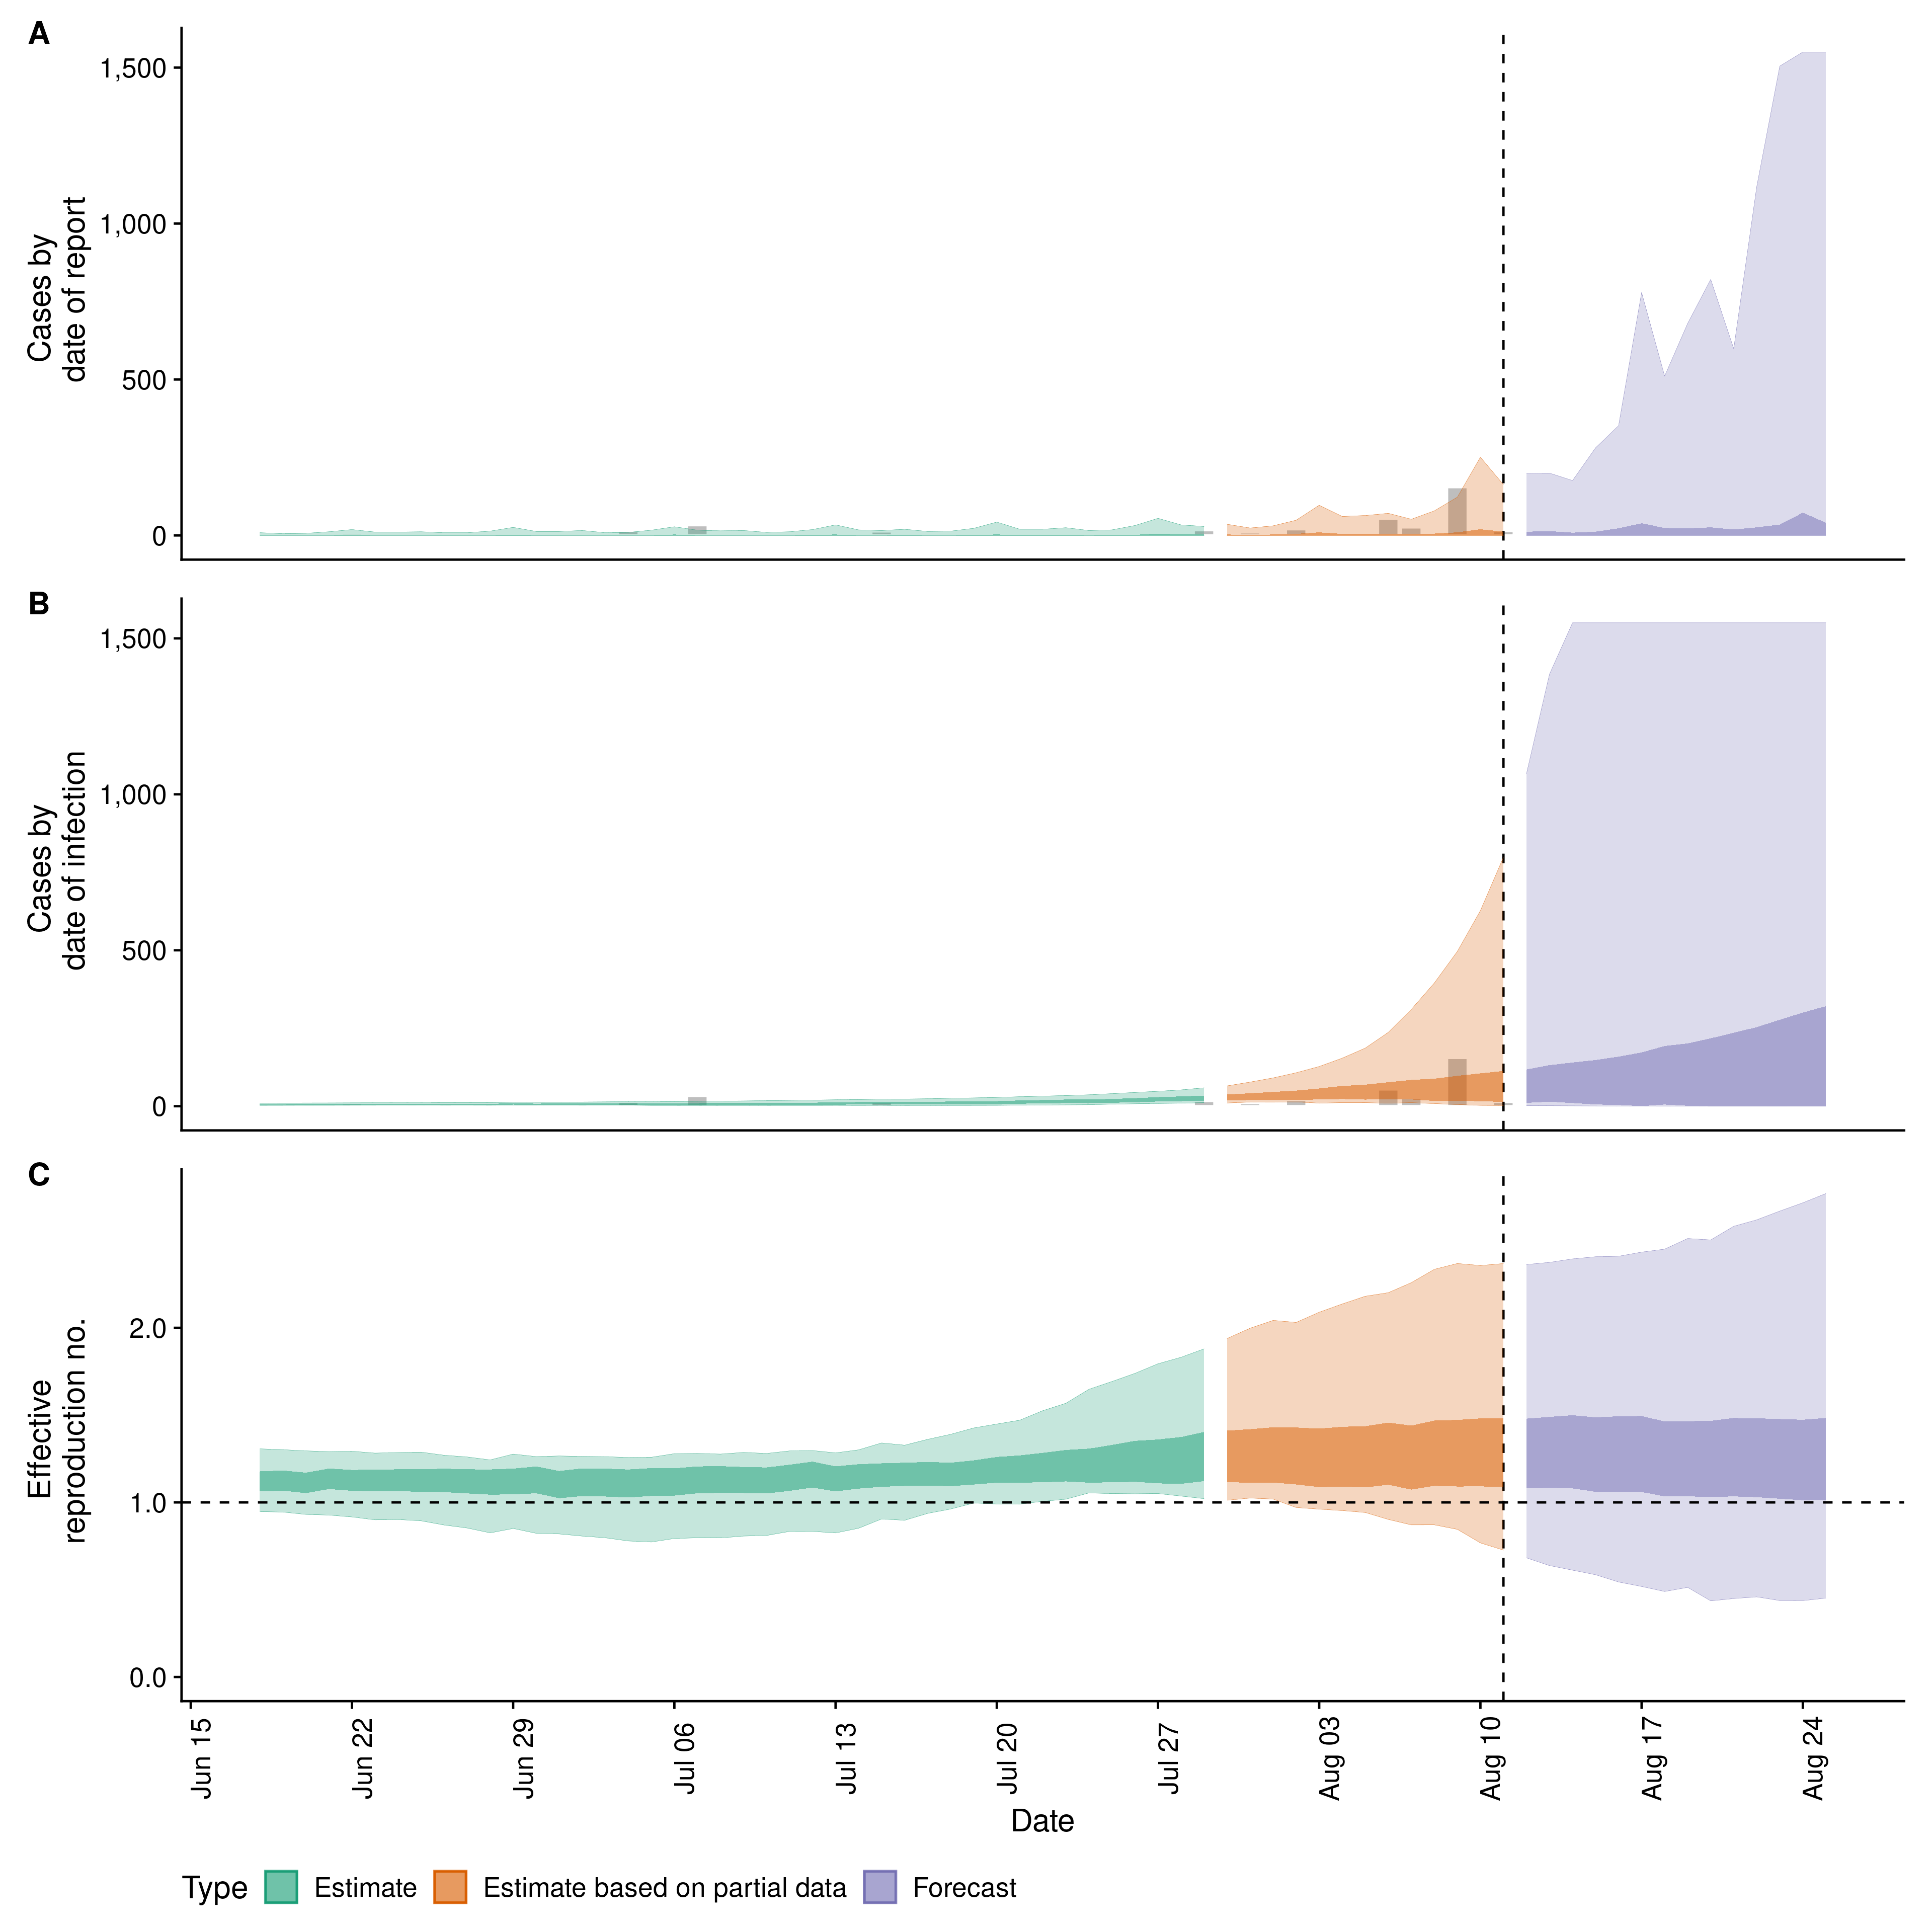 A
1,500
1,000
500
0
Cases by
date of report
B
1,500
1,000
500
0
Cases by
date of infection
C
2.0
1.0
0.0
Effective
reproduction no.
Jun 15
Jun 22
Jun 29
Jul 06
Jul 13
Jul 20
Jul 27
Aug 03
Aug 10
Aug 17
Aug 24
Date
Type
Estimate
Estimate based on partial data
Forecast